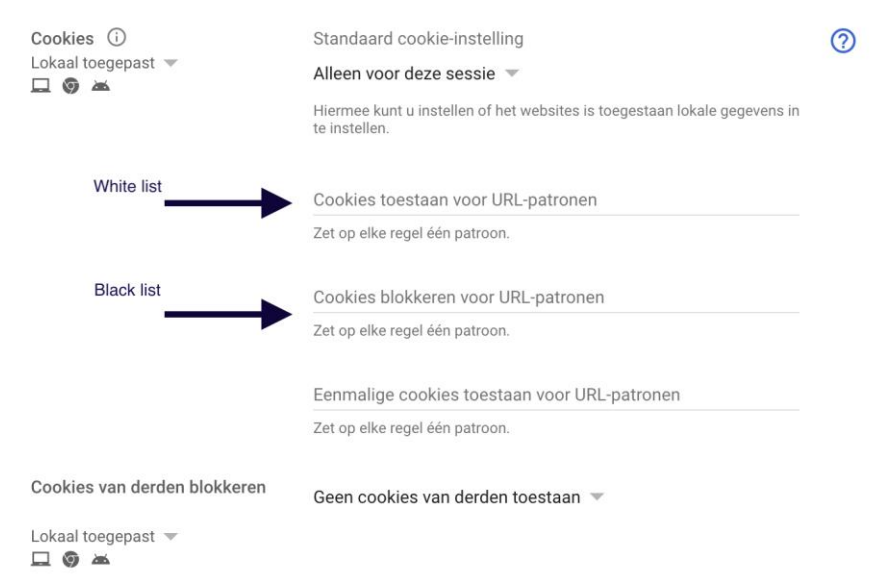 Cookies
Standaard cookie-instelling
Lokaal toegepast
Alleen voor deze sessie
Hiermee kunt u instellen of het websites is toegestaan lokale gegevens in
te instellen.
White list
Cookies toestaan voor URL-patronen
Zet op elke regel één patroon.
Black list
Cookies blokkeren voor URL-patronen
Zet op elke regel één patroon.
Eenmalige cookies toestaan voor URL-patronen
Zet op elke regel één patroon.
Cookies van derden blokkeren
Geen cookies van derden toestaan
Lokaal toegepast